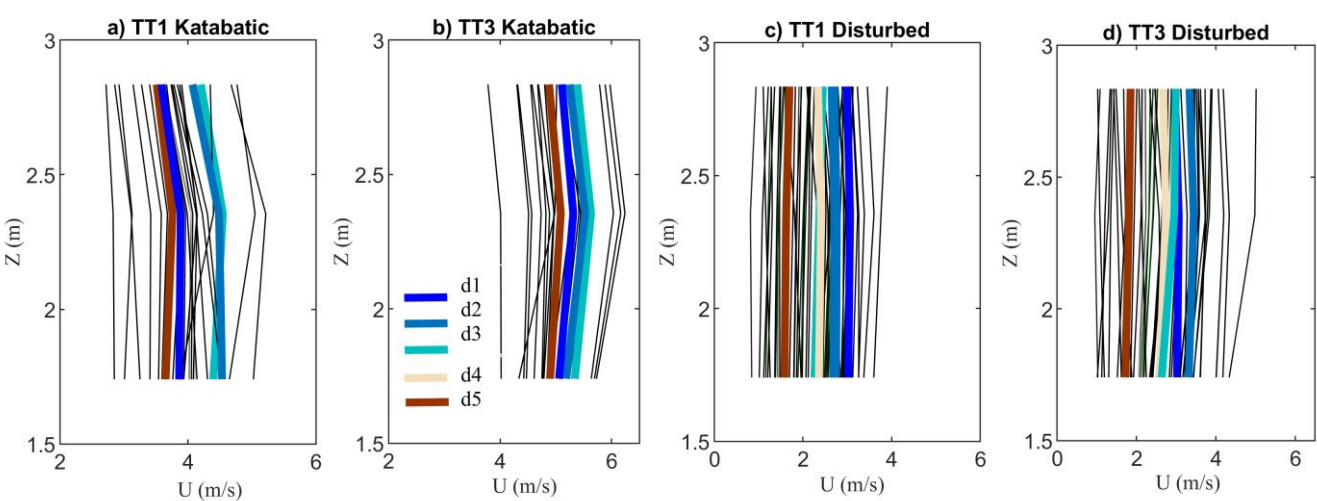 a) TT1 Katabatic
3
2.5
2
1.5
Z (m)
2
4
6
U (m/s)
b) TT3 Katabatic
3
2.5
2
1.5
Z (m)
d1
d2
d3
d4
d5
2
4
6
U (m/s)
c) TT1 Disturbed
3
2.5
2
1.5
0
2
4
6
U (m/s)
d) TT3 Disturbed
3
2.5
2
1.5
Z (m)
0
2
4
6
U (m/s)